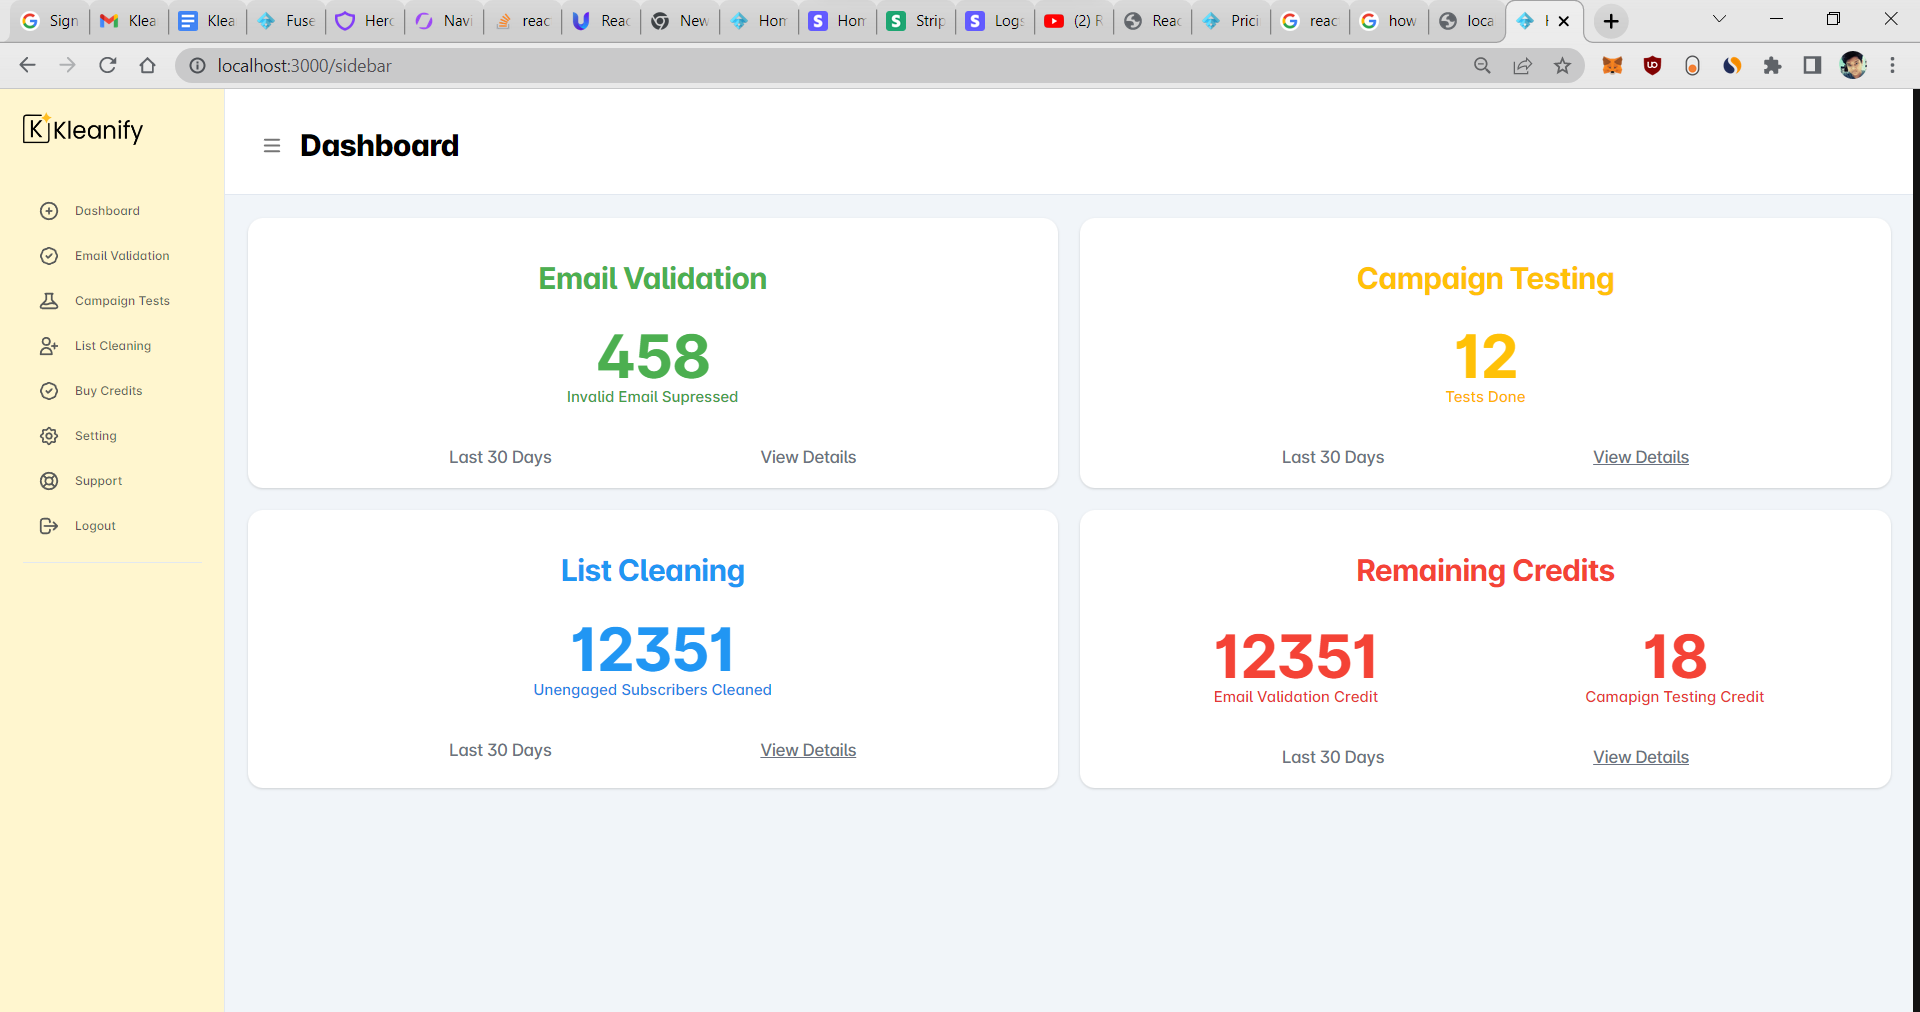 Sign
Klea
Klea
Fuse
Herc
Navi
reac
Reac
New
Hom
Hom
Strip
Logs
(2) R
Reac
Prici
reac
how
loca
localhost:3000/sidebar
Kleanify
Dashboard
Dashboard
Email Validation
Campaign Tests
List Cleaning
Buy Credits
Setting
Support
Logout
Email Validation
458
Invalid Email Supressed
Last 30 Days View Details
Campaign Testing
12
Tests Done
Last 30 Days View Details
List Cleaning
12351
Unengaged Subscribers Cleaned
Last 30 Days View Details
Remaining Credits
12351 18
Email Validation Credit Camapign Testing Credit
Last 30 Days View Details